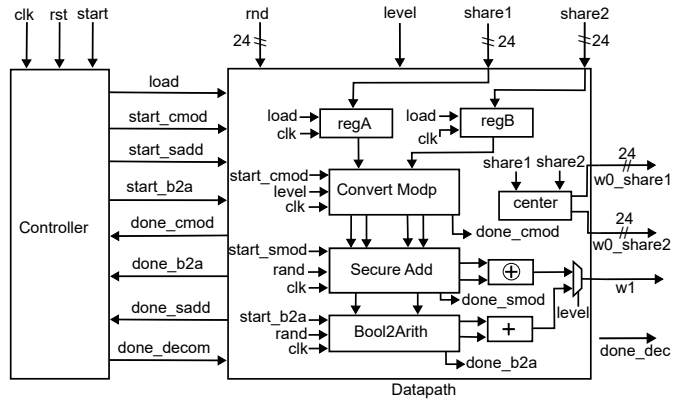 clk rst start
rnd
level
share1
share2
24
24
24
load
start_cmod
start_sadd
start_b2a
Controller
done_cmod
done_b2a
done_sadd
done_decom
load
clk
regA
load
clk
regB
share1 share2
center
24
w0_share1
24
w0_share2
start_cmod
level
clk
Convert Modp
done_cmod
start_smod
rand
clk
Secure Add
done_smod
w1
level
start_b2a
rand
clk
Bool2Arith
+
done_b2a
done_dec
Datapath